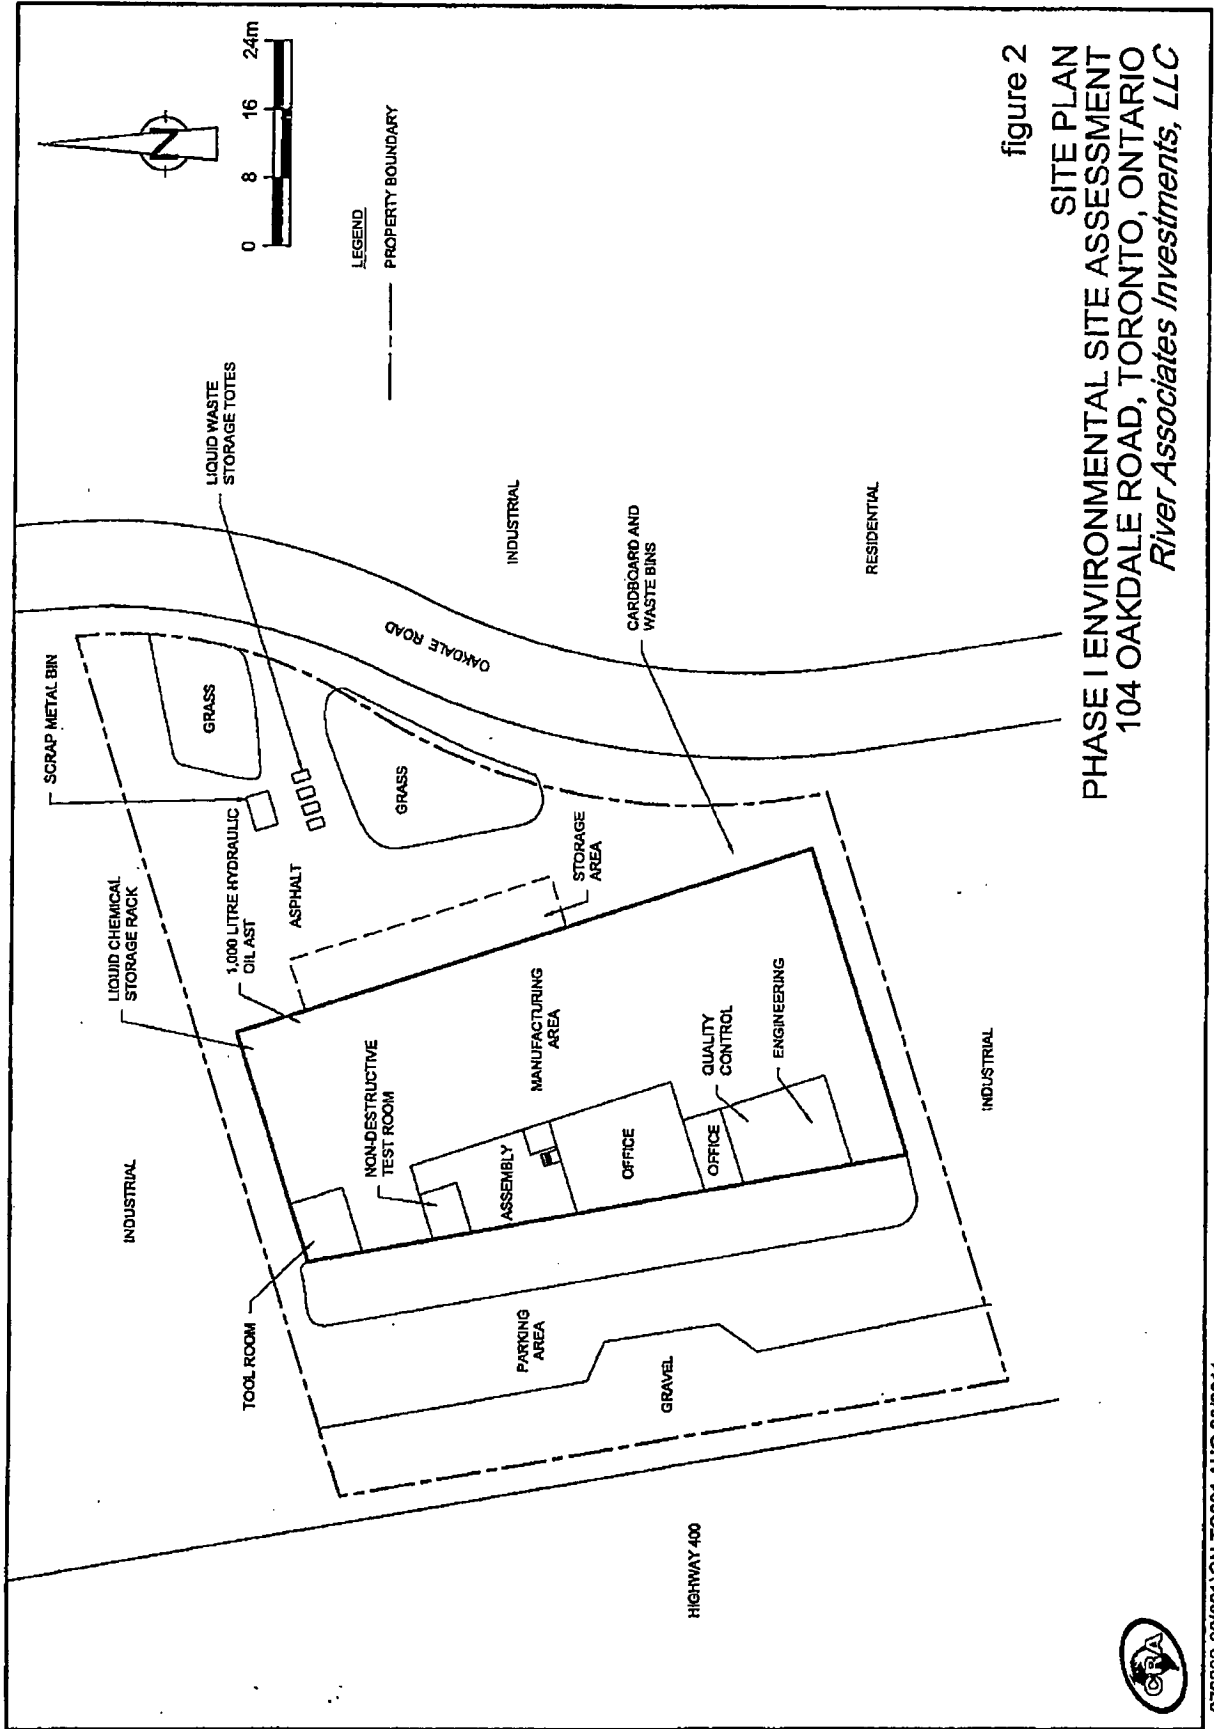 SCRAP METAL BIN
LIQUID CHEMICAL
STORAGE RACK
1,000 LITRE HYDRAULIC
OIL AST
LIQUID WASTE
STORAGE TOTES
N
0 8 16 24m
LEGEND
PROPERTY BOUNDARY
INDUSTRIAL
TOOL ROOM
NON-DESTRUCTIVE
TEST ROOM
ASPHALT
GRASS
GRASS
OAKDALE ROAD
INDUSTRIAL
PARKING
AREA
ASSEMBLY
MANUFACTURING
AREA
STORAGE
AREA
CARDBOARD AND
WASTE BINS
GRAVEL
OFFICE
OFFICE
QUALITY
CONTROL
ENGINEERING
HIGHWAY 400
RESIDENTIAL
INDUSTRIAL
figure 2
SITE PLAN
PHASE I ENVIRONMENTAL SITE ASSESSMENT
104 OAKDALE ROAD, TORONTO, ONTARIO
River Associates Investments, LLC
CRA